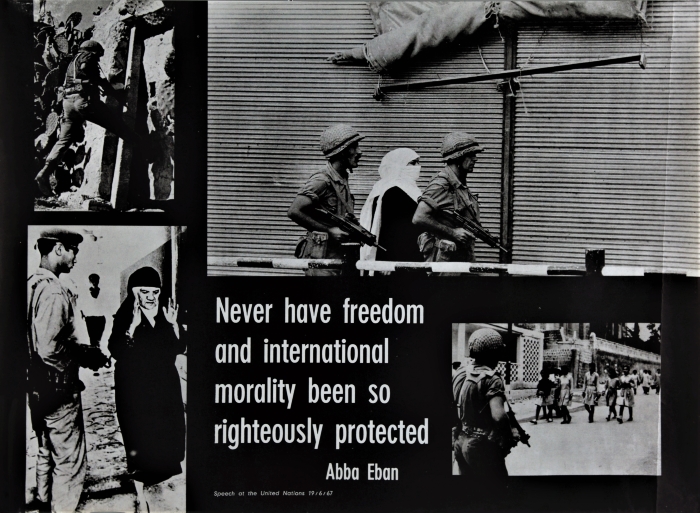 Never have freedom
and international
morality been so
righteously protected
Abba Eban
Speech at the United Nations 19/6/67